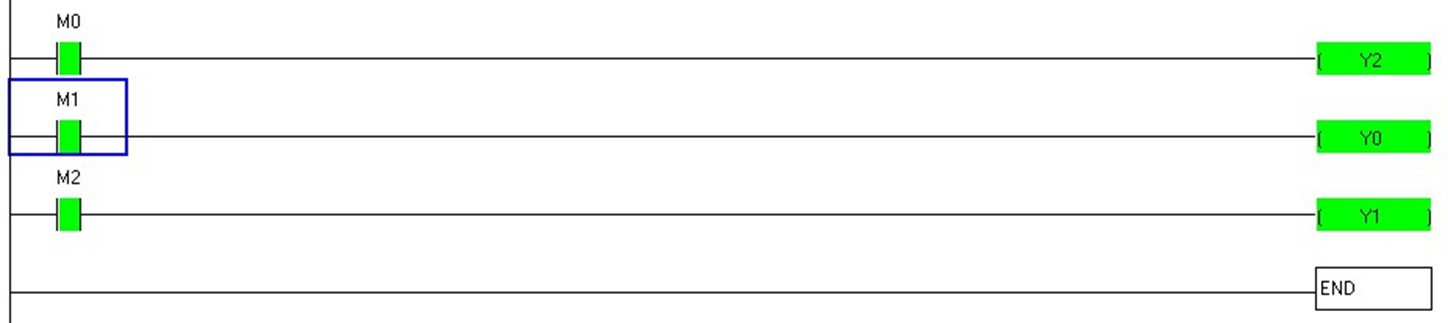 M0
( Y2 )
M1
( Y0 )
M2
( Y1 )
END